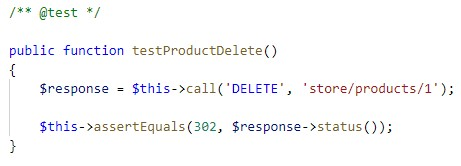 /** @test */
public function testProductDelete()
{
$response = $this->call('DELETE', 'store/products/1');
$this->assertEquals(302, $response->status());
}